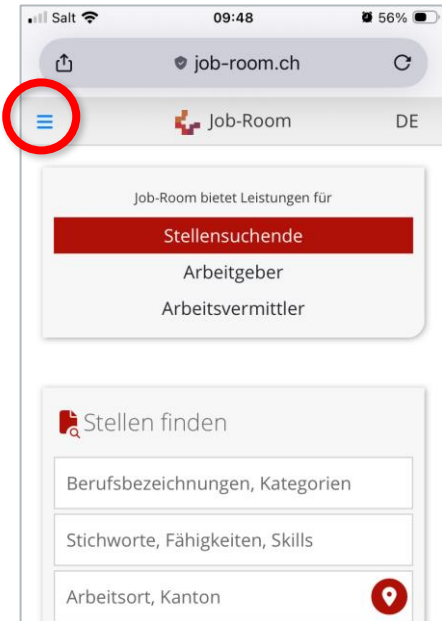 Salt 09:48 56%
job-room.ch
Job-Room DE
Job-Room bietet Leistungen für
Stellensuchende
Arbeitgeber
Arbeitsvermittler
Stellen finden
Berufsbezeichnungen, Kategorien
Stichworte, Fähigkeiten, Skills
Arbeitsort, Kanton